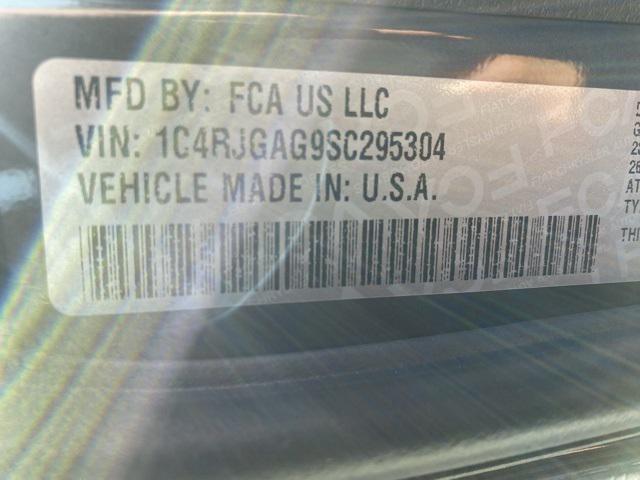 MFD BY: FCA US LLC
VIN: 1C4RJGAG9SC295304
VEHICLE MADE IN: U.S.A.